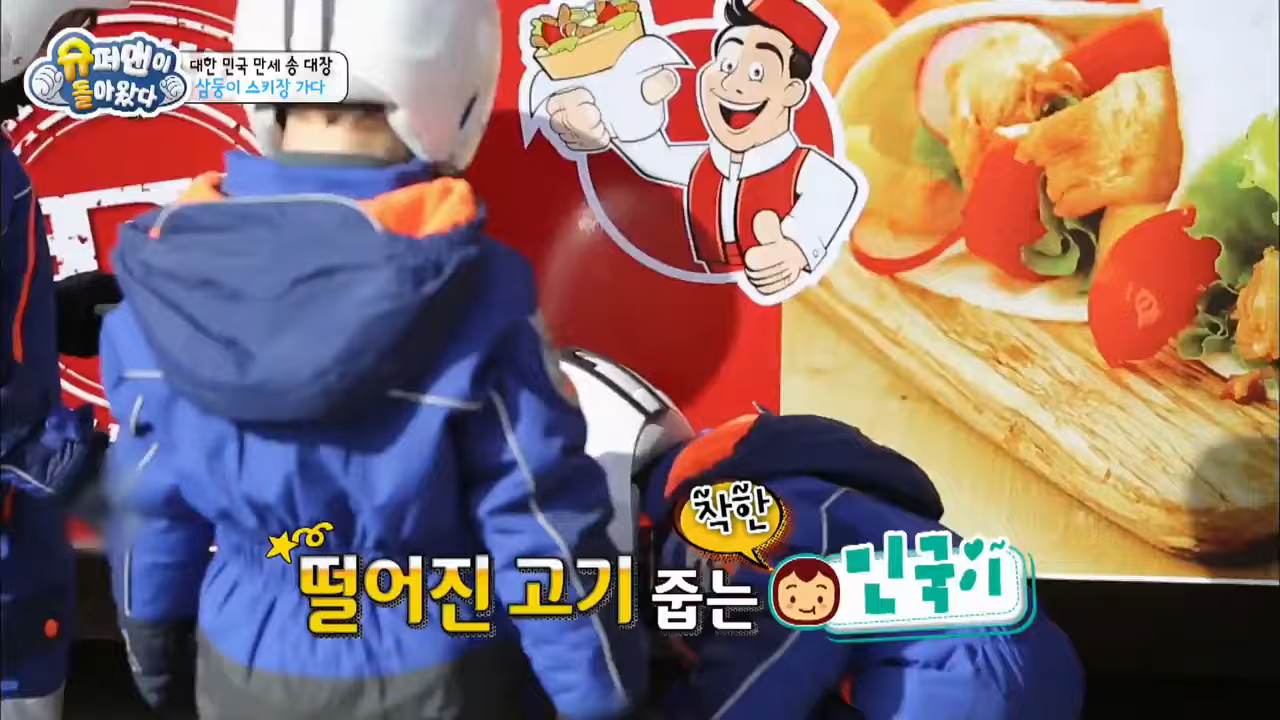 슈퍼맨이
돌아왔다
대한 민국 만세 송 대장
삼둥이 스키장 가다
착한
떨어진 고기 줍는 민국이